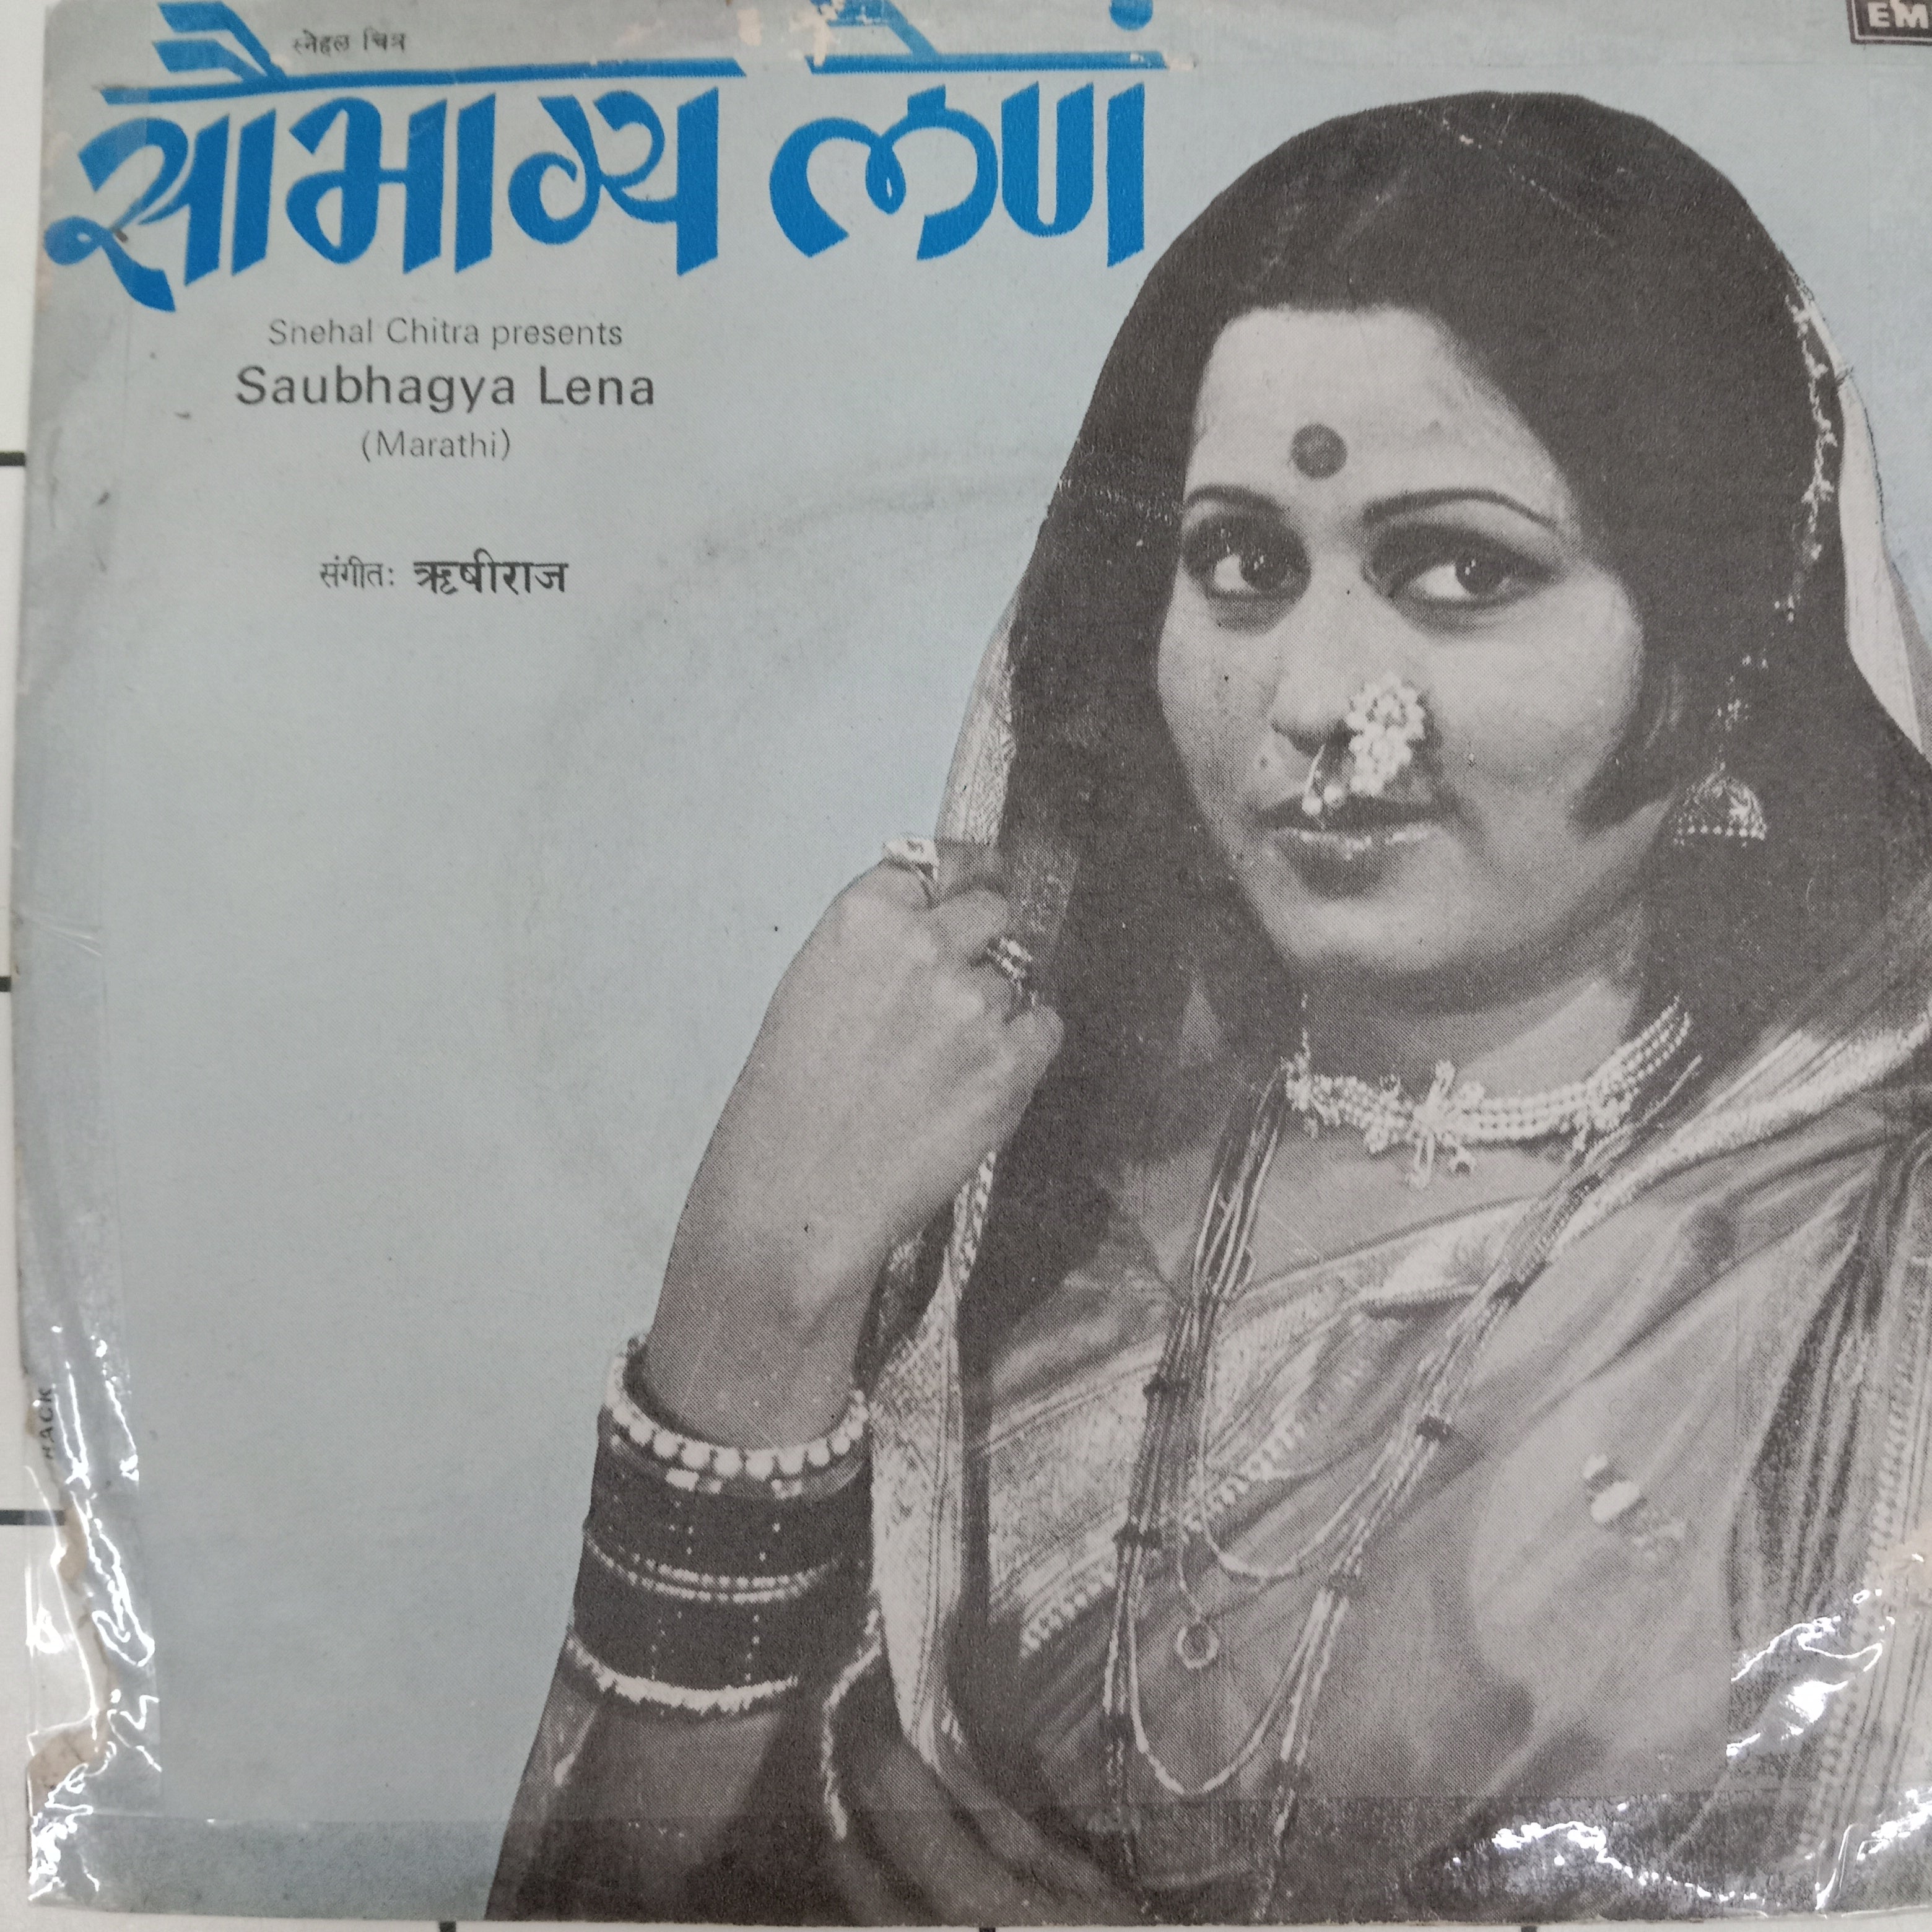 स्नेहल चित्र
सौभाग्य लेणं
Snehal Chitra presents
Saubhagya Lena
(Marathi)
संगीत: ऋषीराज